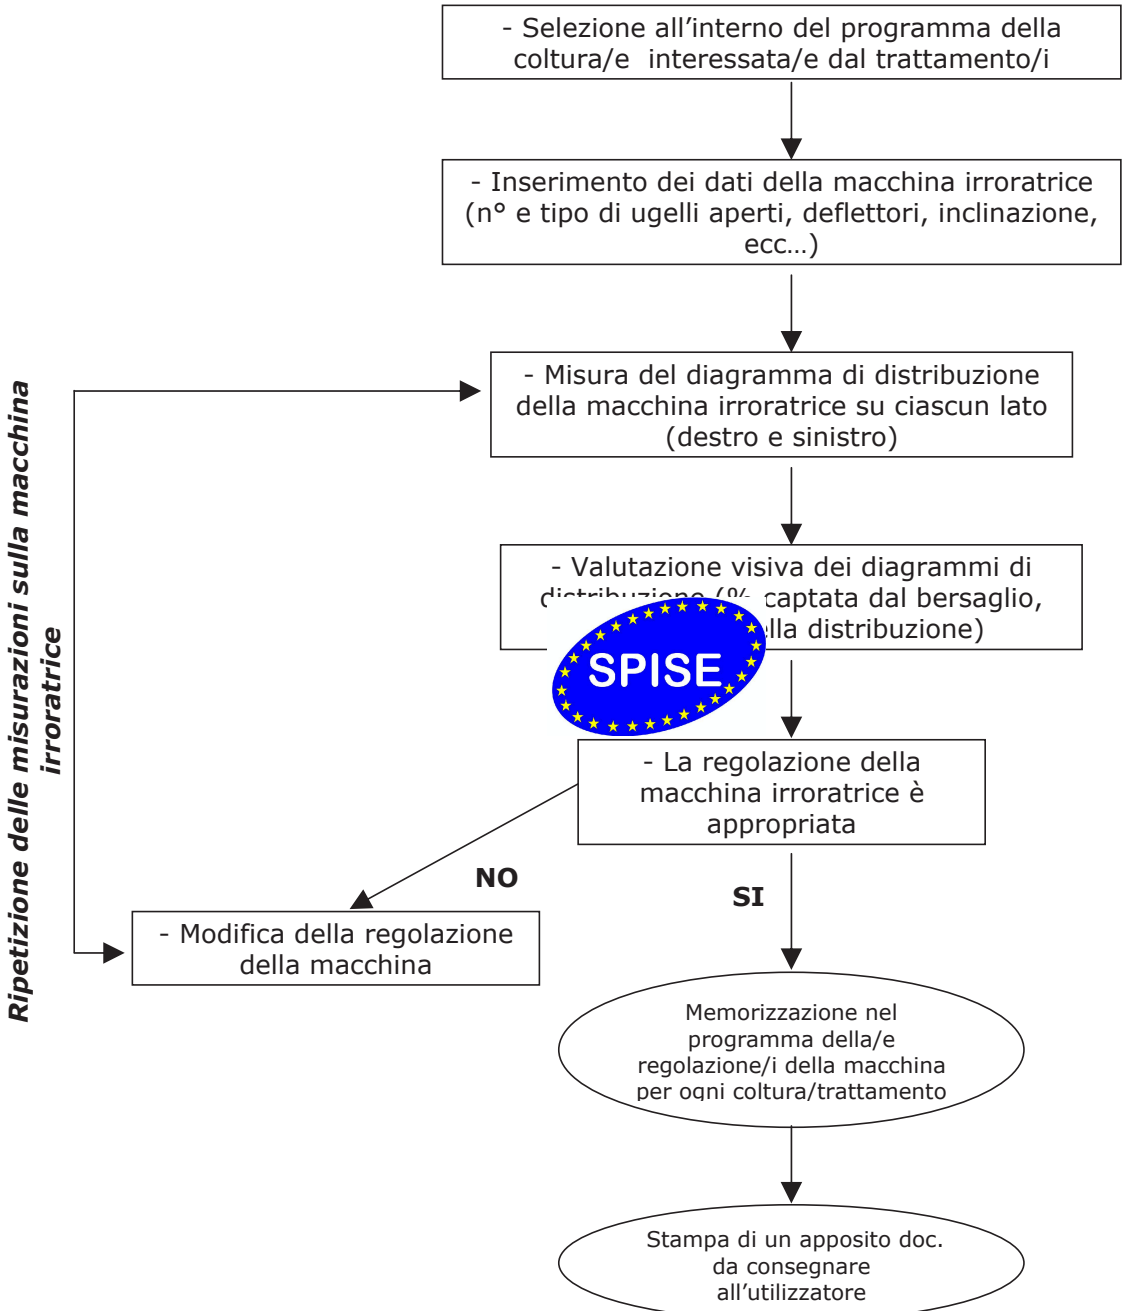 - Selezione all'interno del programma della
coltura/e interessata/e dal trattamento/i
- Inserimento dei dati della macchina irroratrice
(n° e tipo di ugelli aperti, deflettori, inclinazione,
ecc…)
- Misura del diagramma di distribuzione
della macchina irroratrice su ciascun lato
(destro e sinistro)
- Valutazione visiva dei diagrammi di
distribuzione (% captata dal bersaglio,
distribuzione)
SPISE
- La regolazione della
macchina irroratrice è
appropriata
NO
SI
- Modifica della regolazione
della macchina
Ripetizione delle misurazioni sulla macchina
irroratrice
Memorizzazione nel
programma della/e
regolazione/i della macchina
per ogni coltura/trattamento
Stampa di un apposito doc.
da consegnare
all'utilizzatore